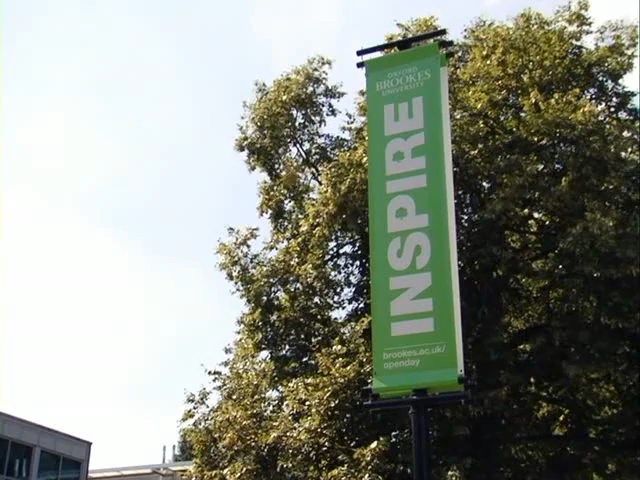 OXFORD
BROOKES
UNIVERSITY
INSPIRE
brookes.ac.uk/
openday